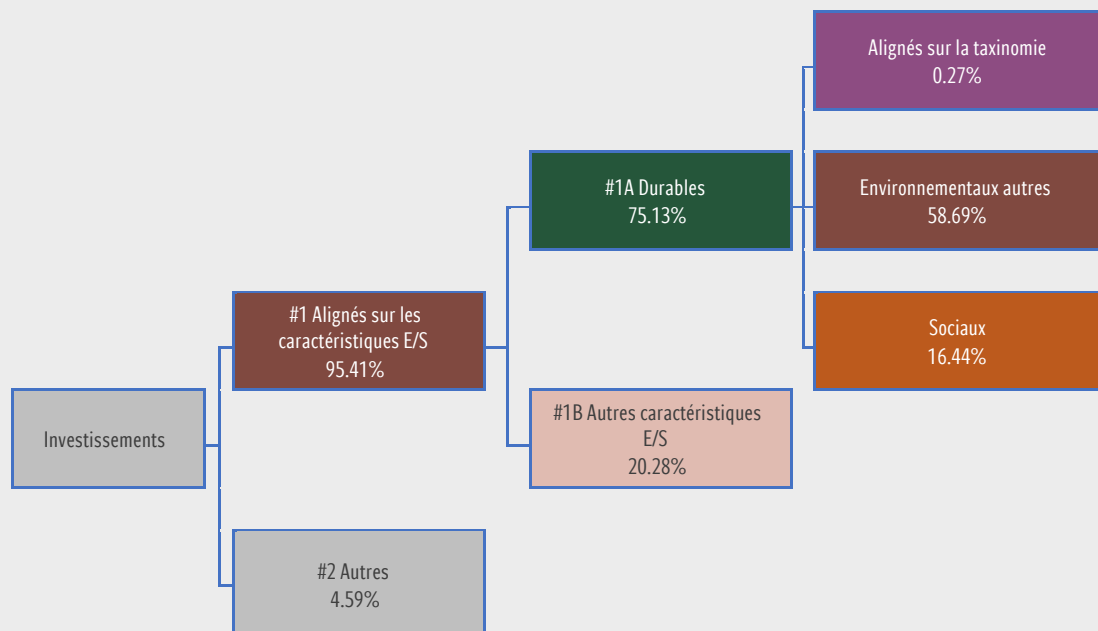 Alignés sur la taxinomie
0.27%
#1A Durables
75.13%
Environnementaux autres
58.69%
#1 Alignés sur les
caractéristiques E/S
95.41%
Sociaux
16.44%
Investissements
#1B Autres caractéristiques
E/S
20.28%
#2 Autres
4.59%